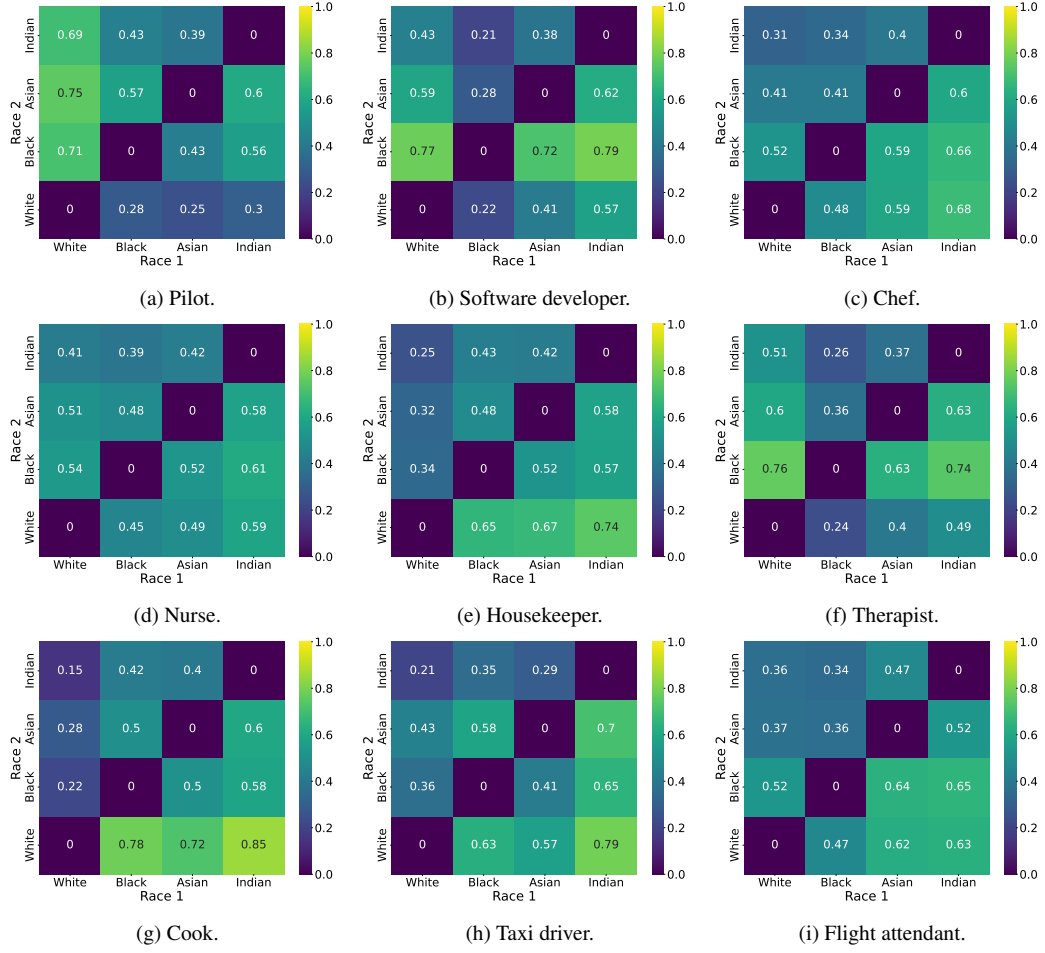 1.0
Indian 0.69 0.43 0.39 0
0.8
Asian 0.75 0.57 0 0.6
0.6
Race 2
0.4
Black 0.71 0 0.43 0.56
0.2
White 0 0.28 0.25 0.3
0.0
White Black Asian Indian
Race 1
(a) Pilot.
1.0
Indian 0.43 0.21 0.38 0
0.8
Asian 0.59 0.28 0 0.62
0.6
Race 2
0.4
Black 0.77 0 0.72 0.79
0.2
White 0 0.22 0.41 0.57
0.0
White Black Asian Indian
Race 1
(b) Software developer.
1.0
Indian 0.31 0.34 0.4 0
0.8
Asian 0.41 0.41 0 0.6
0.6
Race 2
0.4
Black 0.52 0 0.59 0.66
0.2
White 0 0.48 0.59 0.68
0.0
White Black Asian Indian
Race 1
(c) Chef.
1.0
Indian 0.41 0.39 0.42 0
0.8
Asian 0.51 0.48 0 0.58
0.6
Race 2
0.4
Black 0.54 0 0.52 0.61
0.2
White 0 0.45 0.49 0.59
0.0
White Black Asian Indian
Race 1
(d) Nurse.
1.0
Indian 0.25 0.43 0.42 0
0.8
Asian 0.32 0.48 0 0.58
0.6
Race 2
0.4
Black 0.34 0 0.52 0.57
0.2
White 0 0.65 0.67 0.74
0.0
White Black Asian Indian
Race 1
(e) Housekeeper.
1.0
Indian 0.51 0.26 0.37 0
0.8
Asian 0.6 0.36 0 0.63
0.6
Race 2
0.4
Black 0.76 0 0.63 0.74
0.2
White 0 0.24 0.4 0.49
0.0
White Black Asian Indian
Race 1
(f) Therapist.
1.0
Indian 0.15 0.42 0.4 0
0.8
Asian 0.28 0.5 0 0.6
0.6
Race 2
0.4
Black 0.22 0 0.5 0.58
0.2
White 0 0.78 0.72 0.85
0.0
White Black Asian Indian
Race 1
(g) Cook.
1.0
Indian 0.21 0.35 0.29 0
0.8
Asian 0.43 0.58 0 0.7
0.6
Race 2
0.4
Black 0.36 0 0.41 0.65
0.2
White 0 0.63 0.57 0.79
0.0
White Black Asian Indian
Race 1
(h) Taxi driver.
1.0
Indian 0.36 0.34 0.47 0
0.8
Asian 0.37 0.36 0 0.52
0.6
Race 2
0.4
Black 0.52 0 0.64 0.65
0.2
White 0 0.47 0.62 0.63
0.0
White Black Asian Indian
Race 1
(i) Flight attendant.